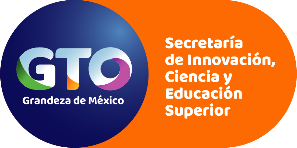 GTO
Grandeza de México
Secretaría
de Innovación,
Ciencia y
Educación
Superior